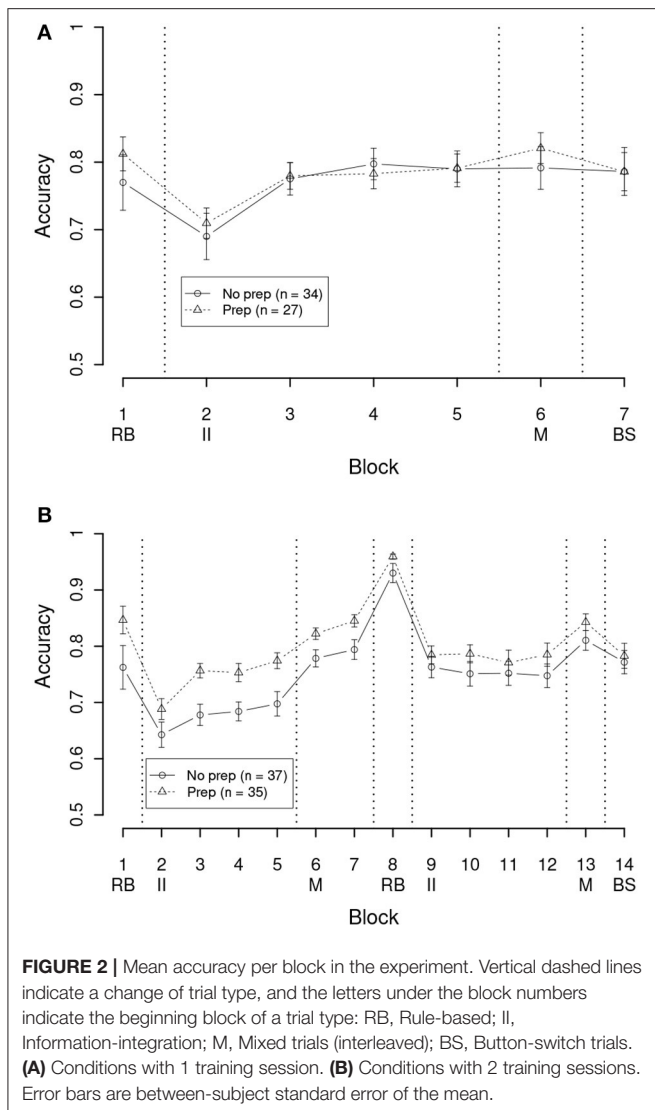 A
Accuracy
1
0.9
0.8
0.7
0.6
0.5
No prep (n = 34)
Prep (n = 27)
1 2 3 4 5 6 7
RB II M BS
Block
B
Accuracy
1
0.9
0.8
0.7
0.6
0.5
No prep (n = 37)
Prep (n = 35)
1 2 3 4 5 6 7 8 9 10 11 12 13 14
RB II M RB II M BS
Block
FIGURE 2 | Mean accuracy per block in the experiment. Vertical dashed lines
indicate a change of trial type, and the letters under the block numbers
indicate the beginning block of a trial type: RB, Rule-based; II,
Information-integration; M, Mixed trials (interleaved); BS, Button-switch trials.
(A) Conditions with 1 training session. (B) Conditions with 2 training sessions.
Error bars are between-subject standard error of the mean.